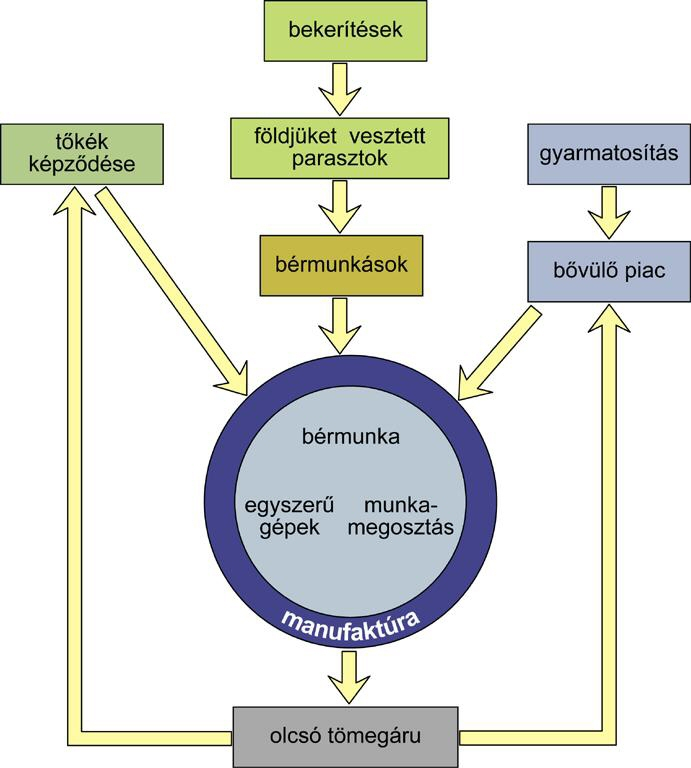 bekerítések
tőkék
képződése
földjüket vesztett
parasztok
gyarmatosítás
bérmunkások
bővülő piac
bérmunka
egyszerű
gépek
munka-
megosztás
manufaktúra
olcsó tömegáru